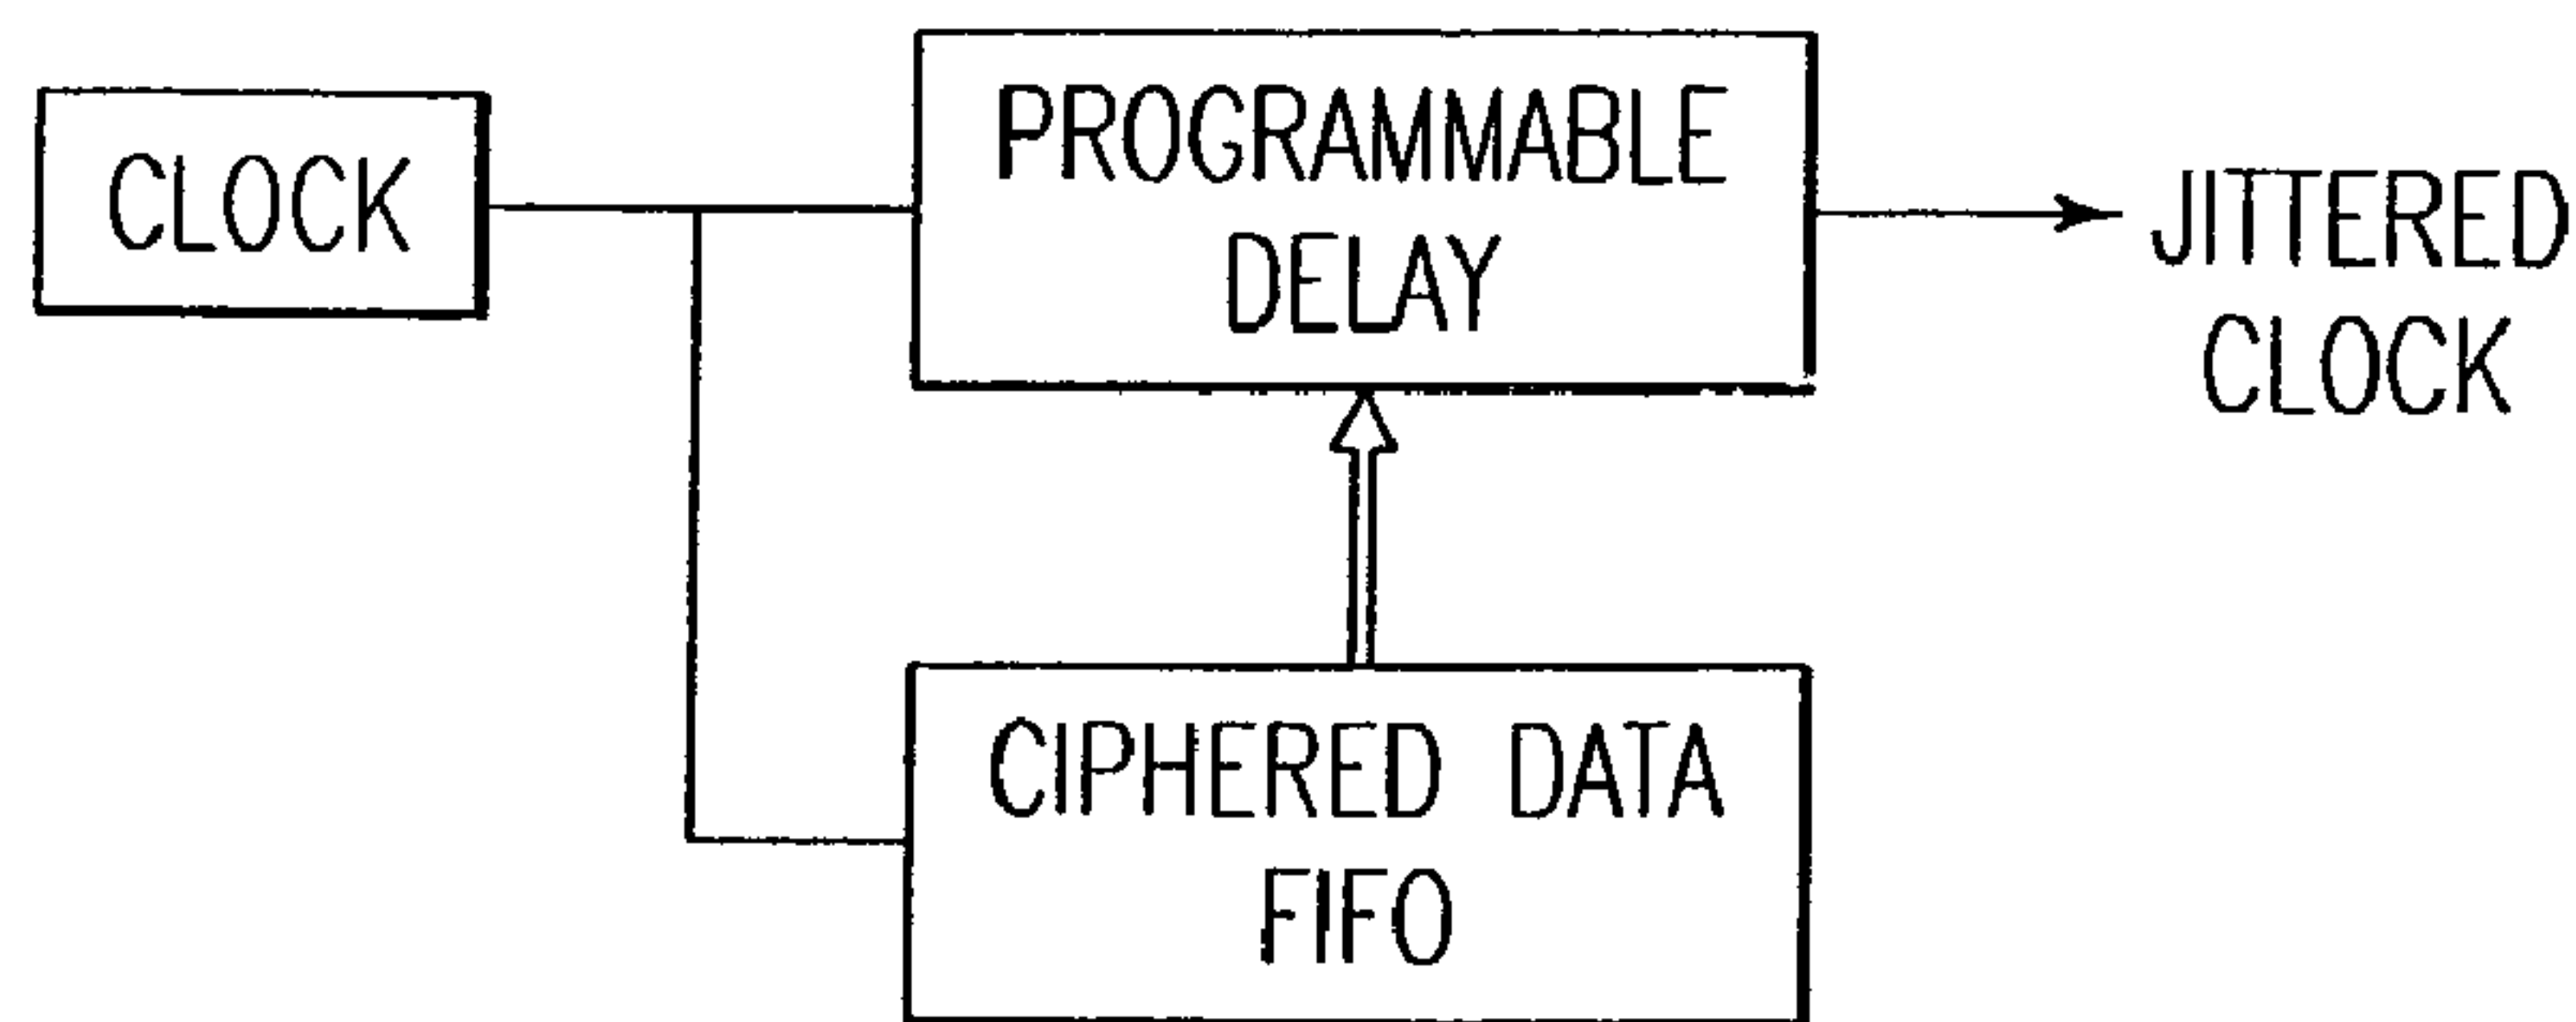 CLOCK
PROGRAMMABLE
DELAY
JITTERED
CLOCK
CIPHERED DATA
FIFO